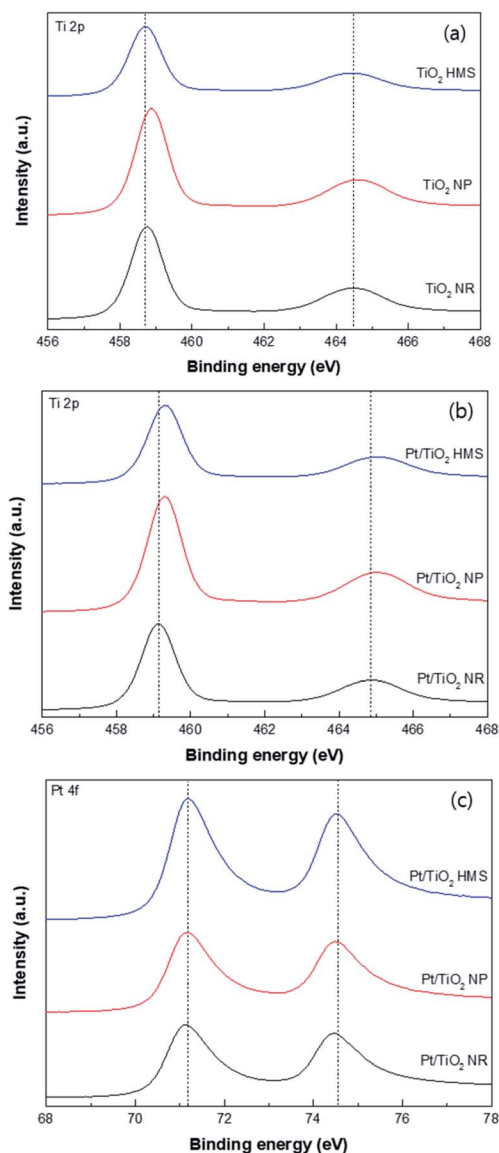 Ti 2p
(a)
TiO₂ HMS
TiO₂ NP
TiO₂ NR
Intensity (a.u.)
456 458 460 462 464 466 468
Binding energy (eV)
Ti 2p
(b)
Pt/TiO₂ HMS
Pt/TiO₂ NP
Pt/TiO₂ NR
Intensity (a.u.)
456 458 460 462 464 466 468
Binding energy (eV)
Pt 4f
(c)
Pt/TiO₂ HMS
Pt/TiO₂ NP
Pt/TiO₂ NR
Intensity (a.u.)
68 70 72 74 76 78
Binding energy (eV)